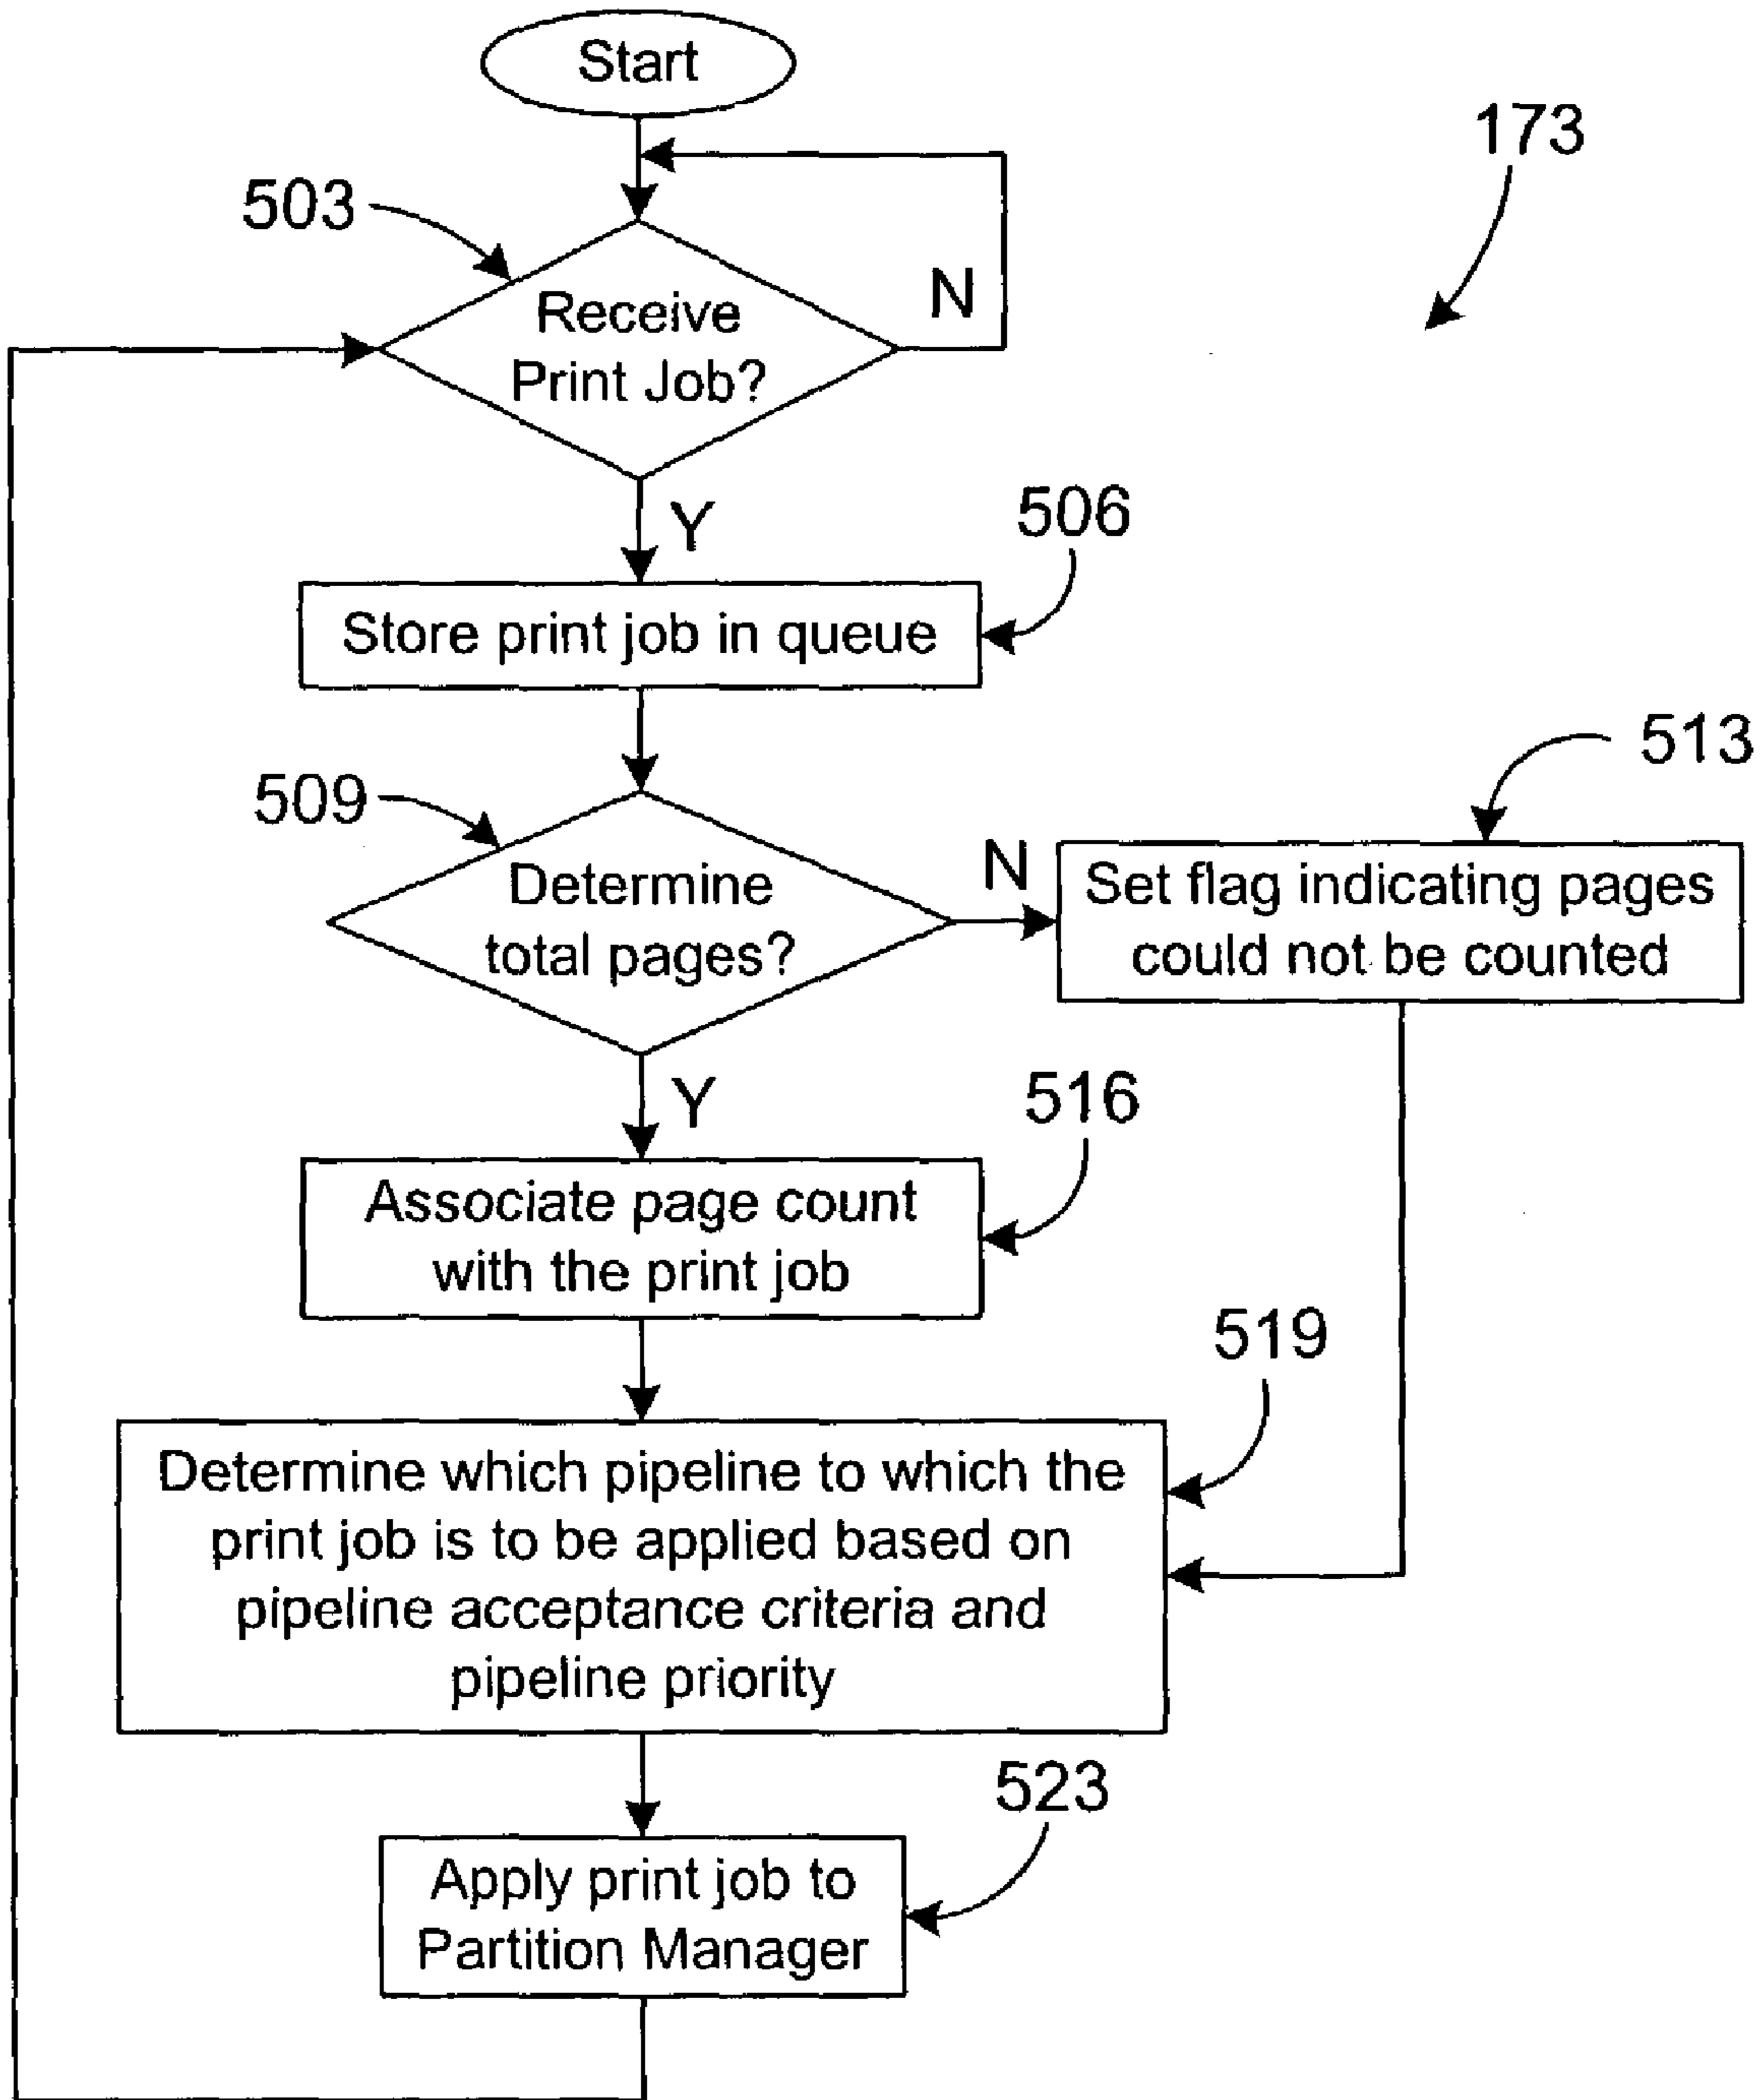 Start
173
503
Receive
Print Job?
N
Y
506
Store print job in queue
513
509
Determine
total pages?
N
Set flag indicating pages
could not be counted
Y
516
Associate page count
with the print job
519
Determine which pipeline to which the
print job is to be applied based on
pipeline acceptance criteria and
pipeline priority
523
Apply print job to
Partition Manager